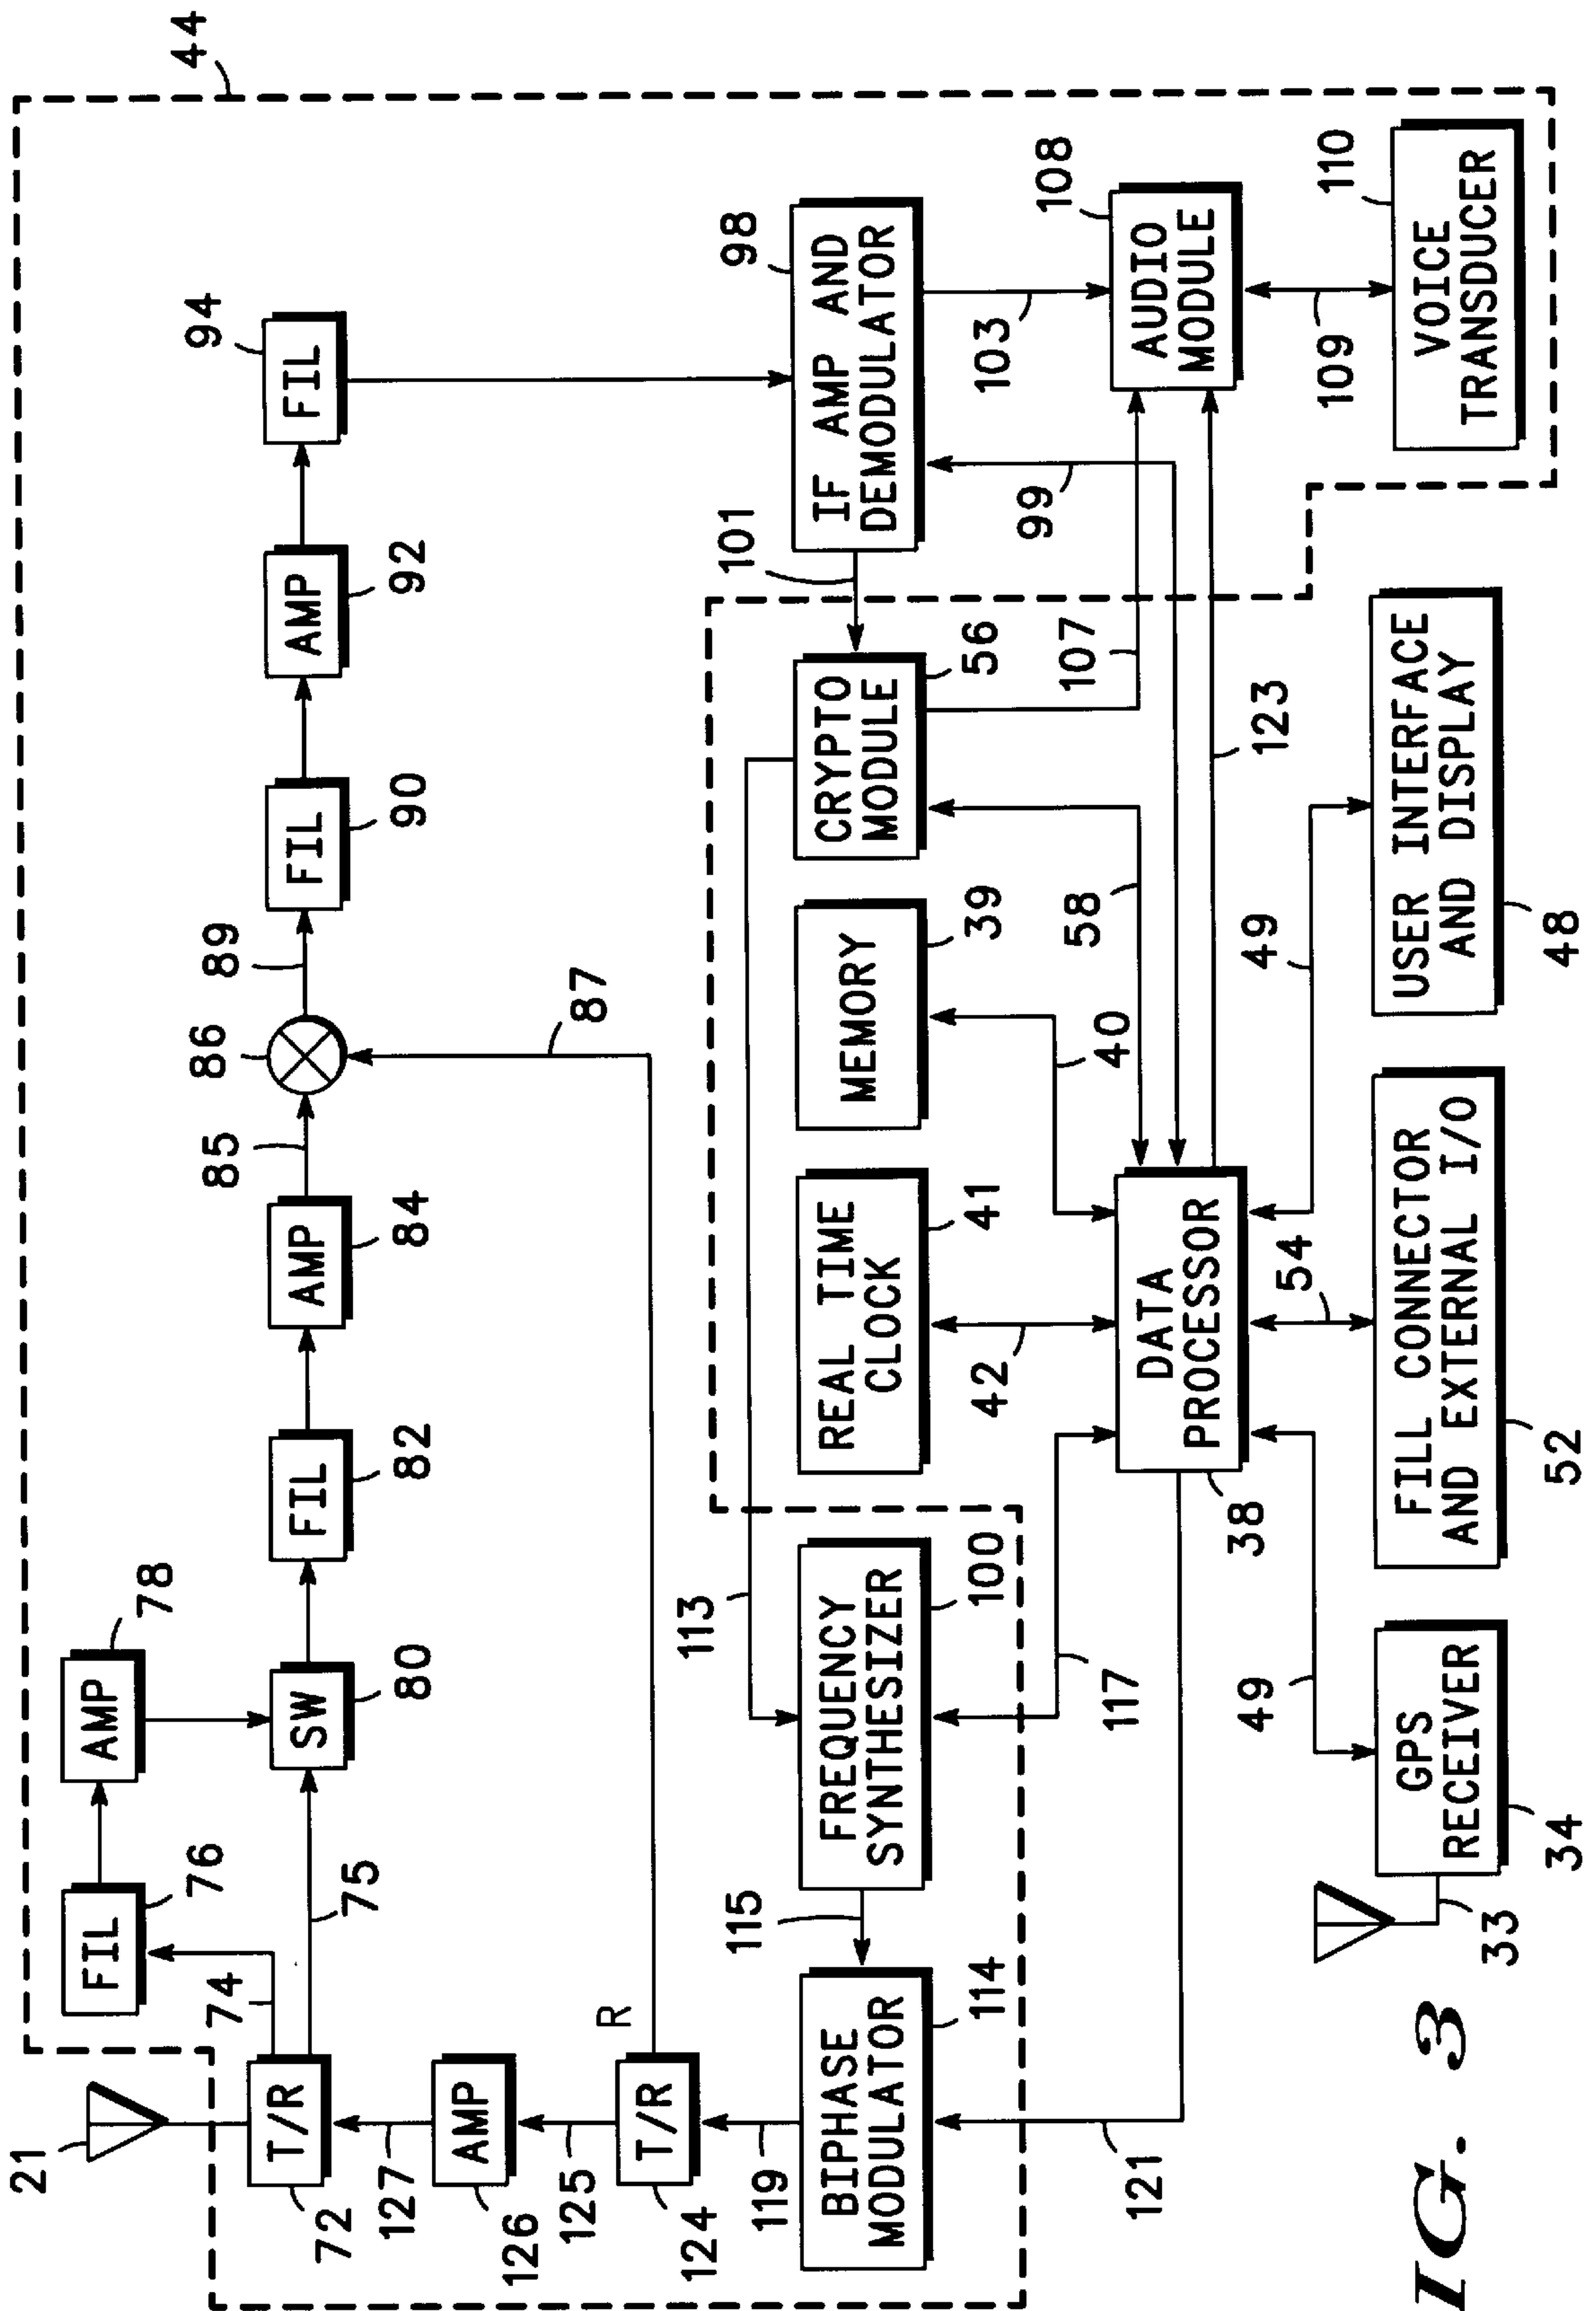 44
21
FIL
76
AMP
78
74
75
T/R
72
SW
80
FIL
82
AMP
84
85
86
89
FIL
90
AMP
92
FIL
94
127
AMP
126
125
87
R
T/R
124
119
113
101
98
BIPHASE
MODULATOR
114
115
FREQUENCY
SYNTHESIZER
100
REAL TIME
CLOCK
41
MEMORY
39
CRYPTO
MODULE
56
IF AMP AND
DEMODULATOR
103
99
107
108
121
117
42
40
58
DATA
PROCESSOR
38
123
AUDIO
MODULE
109
110
49
54
49
33
GPS
RECEIVER
34
FILL CONNECTOR
AND EXTERNAL I/O
52
USER INTERFACE
AND DISPLAY
48
VOICE
TRANSDUCER
IG. 3